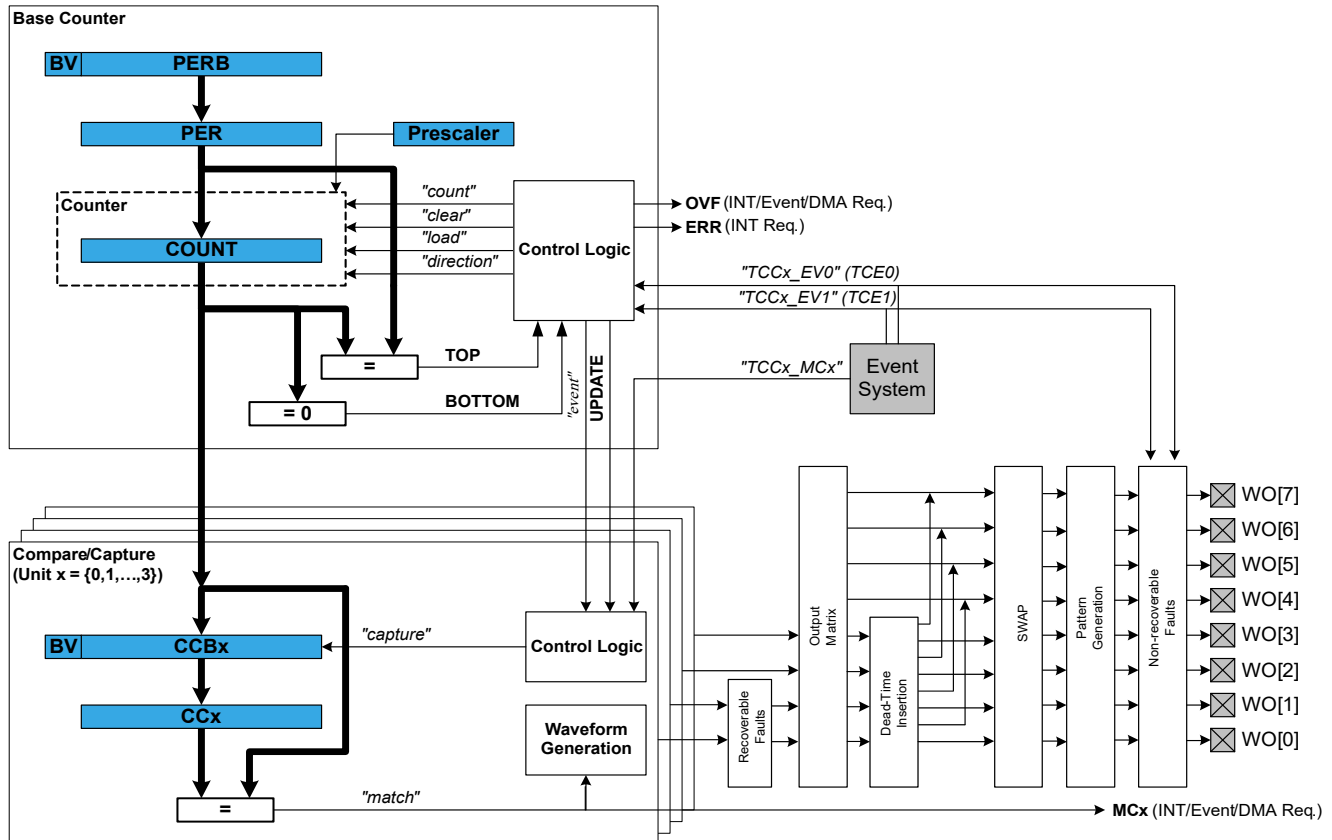 Base Counter
BV PERB
PER
Prescaler
Counter
COUNT
"count"
"clear"
"load"
"direction"
Control Logic
OVF (INT/Event/DMA Req.)
ERR (INT Req.)
"TCCx_EV0" (TCE0)
"TCCx_EV1" (TCE1)
"TCCx_MCx"
Event
System
=
TOP
= 0
BOTTOM
"event"
UPDATE
Compare/Capture
(Unit x = {0,1,…,3})
BV CCBx
"capture"
Control Logic
CCx
Waveform
Generation
=
"match"
Recoverable
Faults
Output
Matrix
Dead-Time
Insertion
SWAP
Pattern
Generation
Non-recoverable
Faults
WO[7]
WO[6]
WO[5]
WO[4]
WO[3]
WO[2]
WO[1]
WO[0]
MCx (INT/Event/DMA Req.)